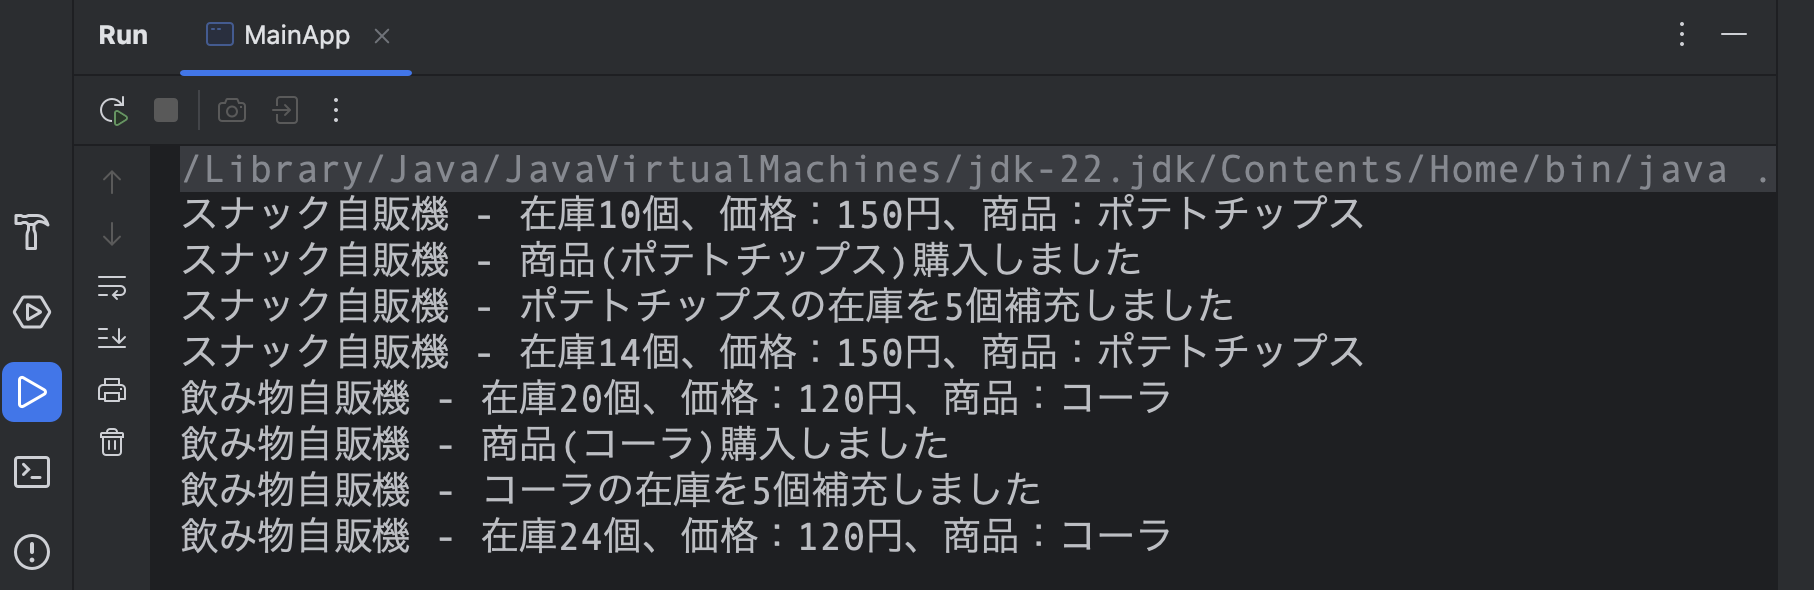 Run MainApp
/Library/Java/JavaVirtualMachines/jdk-22.jdk/Contents/Home/bin/java .
スナック自販機 - 在庫10個、価格：150円、商品：ポテトチップス
スナック自販機 - 商品(ポテトチップス)購入しました
スナック自販機 - ポテトチップスの在庫を5個補充しました
スナック自販機 - 在庫14個、価格：150円、商品：ポテトチップス
飲み物自販機 - 在庫20個、価格：120円、商品：コーラ
飲み物自販機 - 商品(コーラ)購入しました
飲み物自販機 - コーラの在庫を5個補充しました
飲み物自販機 - 在庫24個、価格：120円、商品：コーラ